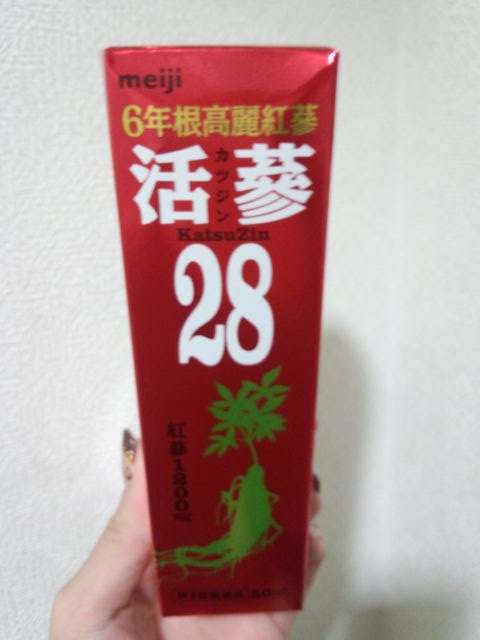 meiji
6年根高麗紅蔘
活蔘
カツジン
KatsuZin
28
紅蔘1200mg
50mL